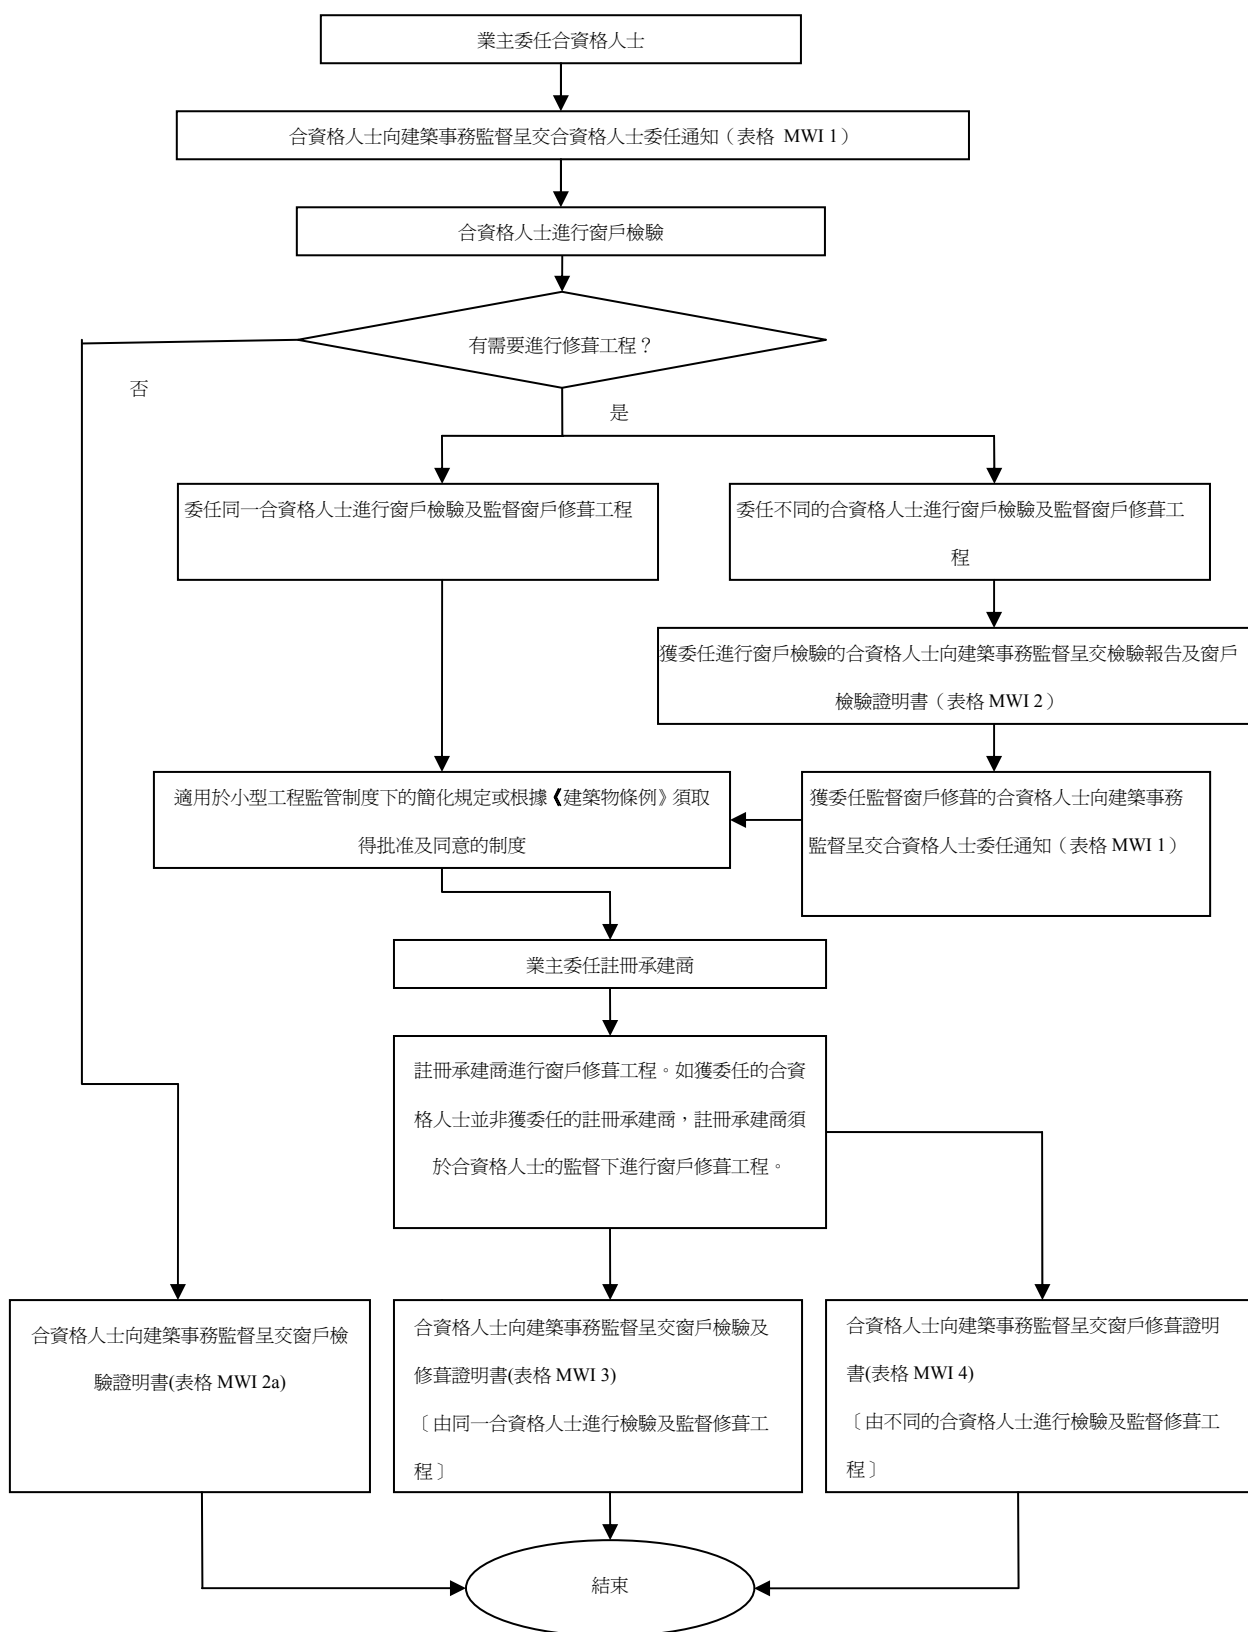 業主委任合資格人士
合資格人士向建築事務監督呈交合資格人士委任通知（表格 MWI 1）
合資格人士進行窗戶檢驗
有需要進行修葺工程？
否
是
委任同一合資格人士進行窗戶檢驗及監督窗戶修葺工程
委任不同的合資格人士進行窗戶檢驗及監督窗戶修葺工
程
獲委任進行窗戶檢驗的合資格人士向建築事務監督呈交檢驗報告及窗戶
檢驗證明書（表格 MWI 2）
適用於小型工程監管制度下的簡化規定或根據《建築物條例》須取
得批准及同意的制度
獲委任監督窗戶修葺的合資格人士向建築事務
監督呈交合資格人士委任通知（表格 MWI 1）
業主委任註冊承建商
註冊承建商進行窗戶修葺工程。如獲委任的合資
格人士並非獲委任的註冊承建商，註冊承建商須
於合資格人士的監督下進行窗戶修葺工程。
合資格人士向建築事務監督呈交窗戶檢
驗證明書(表格 MWI 2a)
合資格人士向建築事務監督呈交窗戶檢驗及
修葺證明書(表格 MWI 3)
〔由同一合資格人士進行檢驗及監督修葺工
程〕
合資格人士向建築事務監督呈交窗戶修葺證明
書(表格 MWI 4)
〔由不同的合資格人士進行檢驗及監督修葺工
程〕
結束